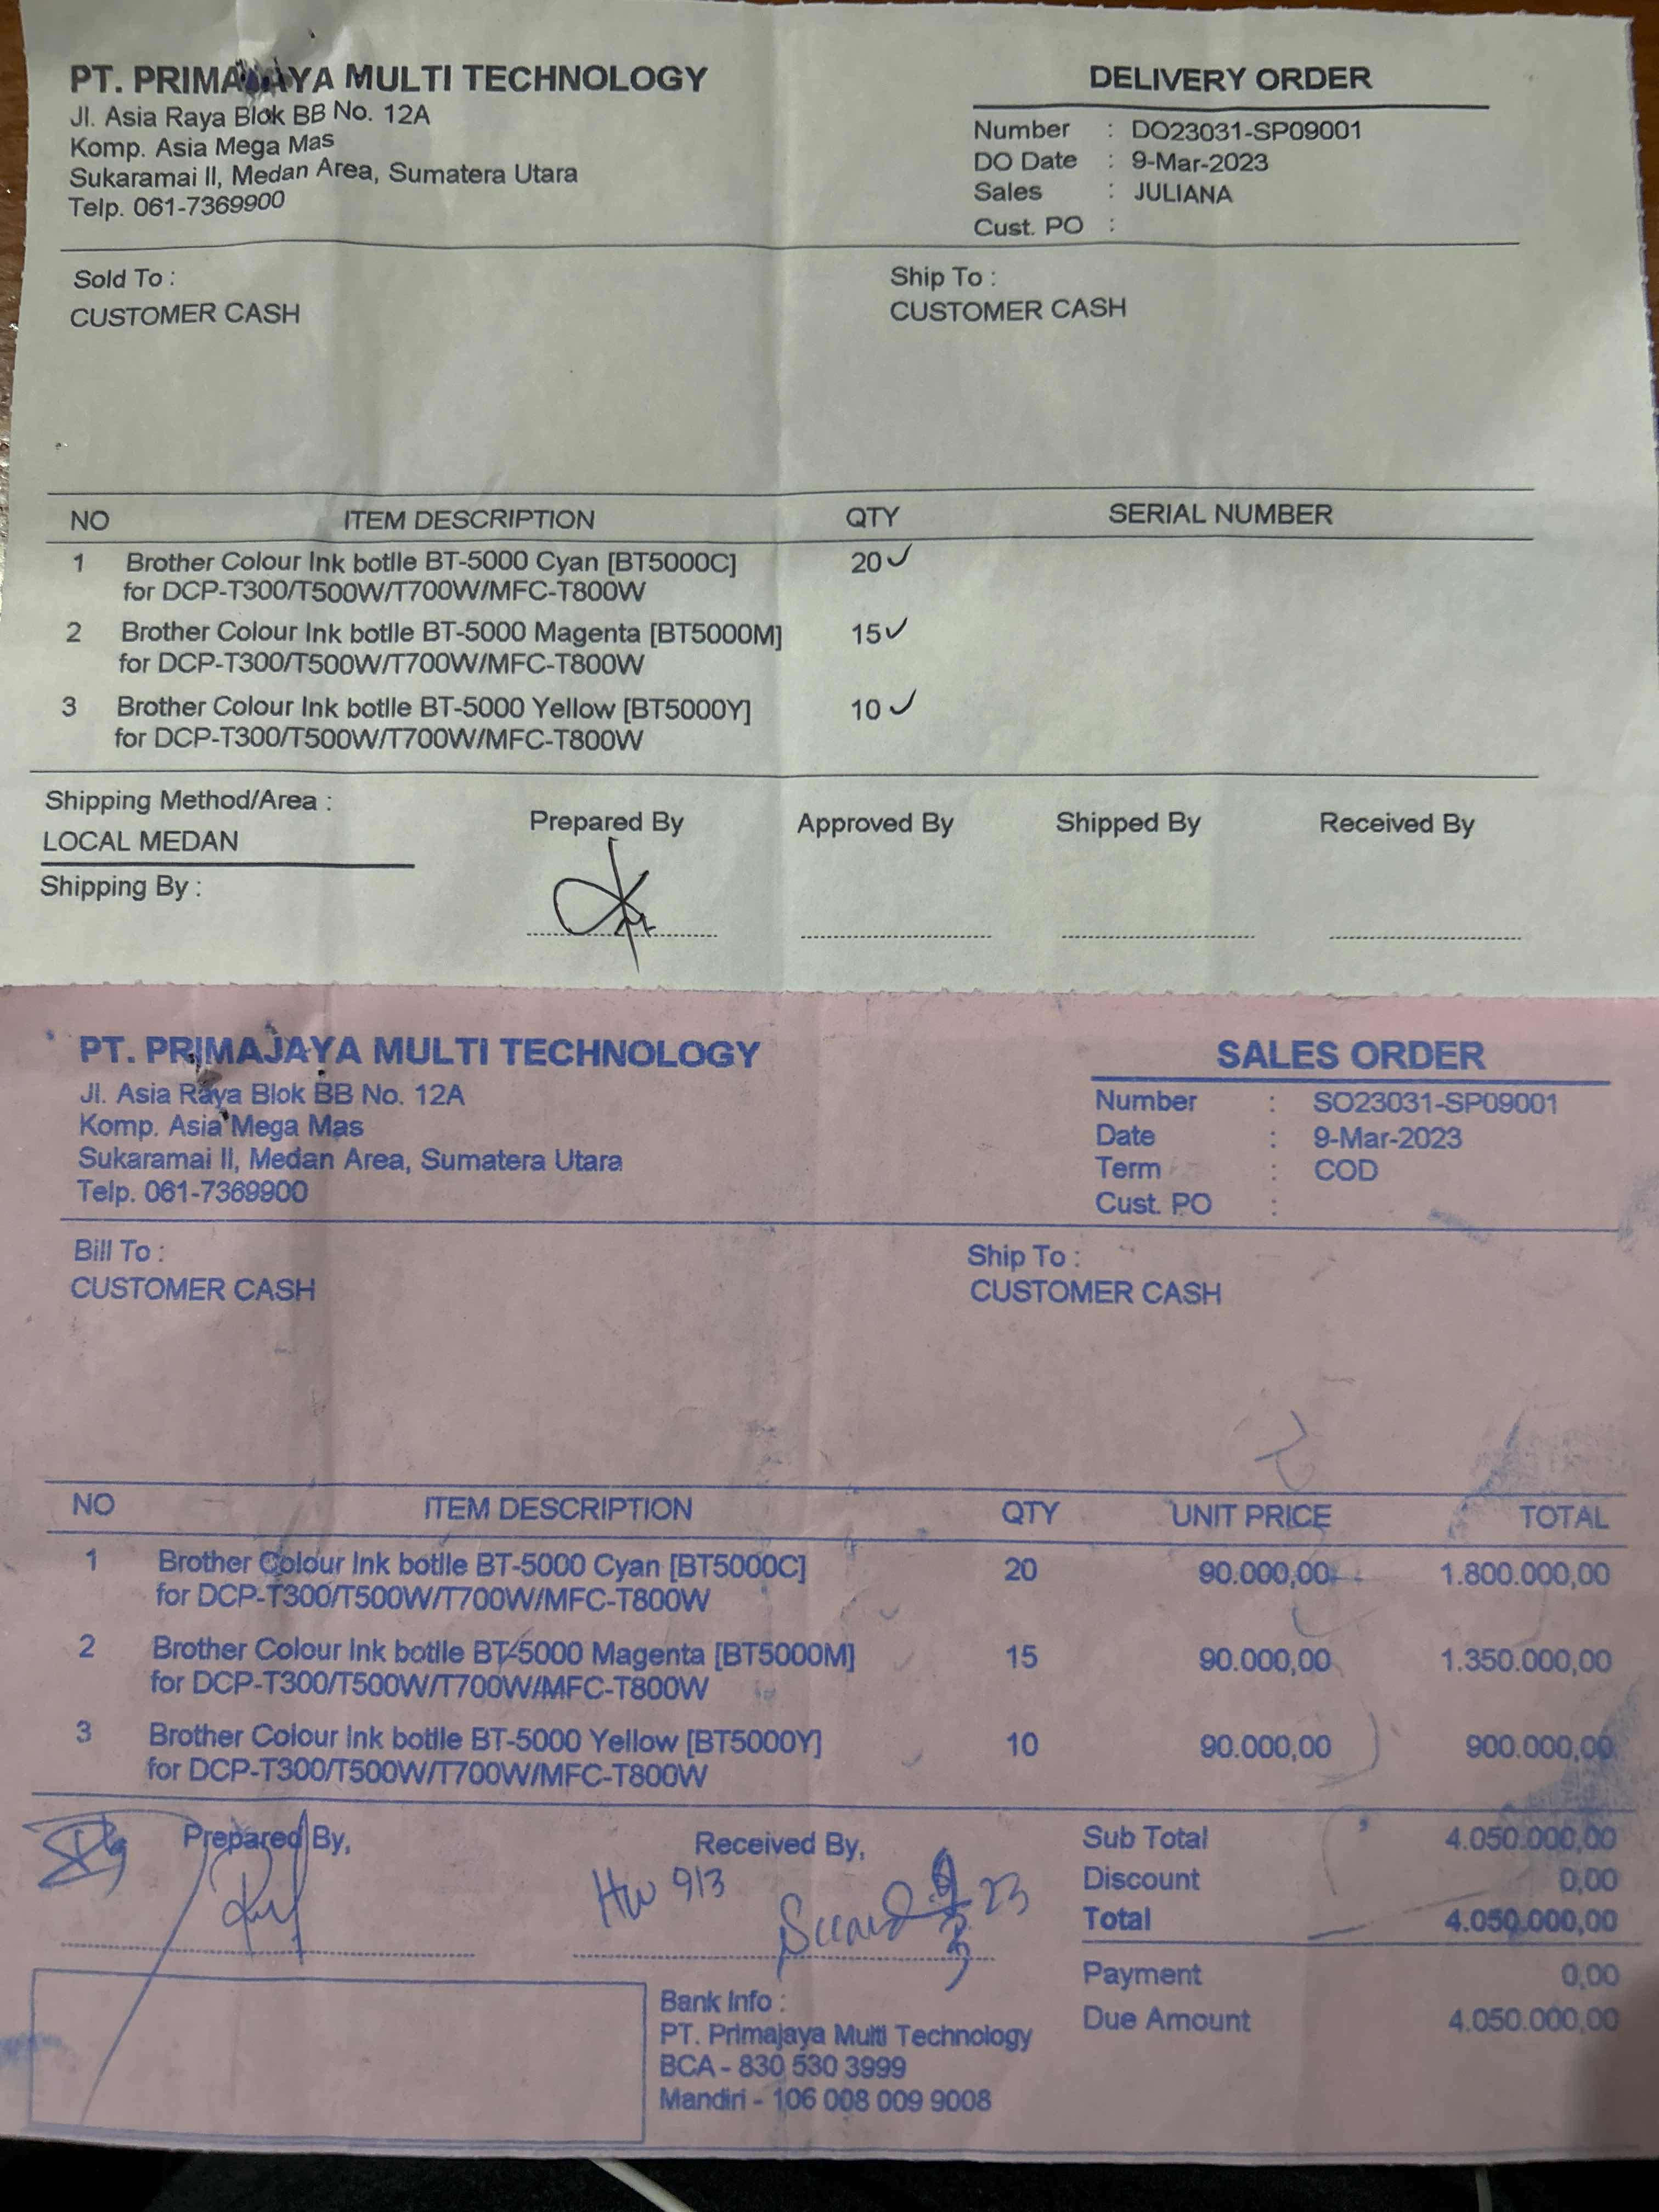 PT. PRIMAJAYA MULTI TECHNOLOGY
Jl. Asia Raya Blok BB No. 12A
Komp. Asia Mega Mas
Sukaramai II, Medan Area, Sumatera Utara
Telp. 061-7369900
DELIVERY ORDER
Number : DO23031-SP09001
DO Date : 9-Mar-2023
Sales : JULIANA
Cust. PO :
Sold To :
CUSTOMER CASH
Ship To :
CUSTOMER CASH
NO ITEM DESCRIPTION QTY SERIAL NUMBER
1 Brother Colour Ink botlle BT-5000 Cyan [BT5000C] 20
for DCP-T300/T500W/T700W/MFC-T800W
2 Brother Colour Ink botlle BT-5000 Magenta [BT5000M] 15
for DCP-T300/T500W/T700W/MFC-T800W
3 Brother Colour Ink botlle BT-5000 Yellow [BT5000Y] 10
for DCP-T300/T500W/T700W/MFC-T800W
Shipping Method/Area :
LOCAL MEDAN
Shipping By :
Prepared By Approved By Shipped By Received By
PT. PRIMAJAYA MULTI TECHNOLOGY
Jl. Asia Raya Blok BB No. 12A
Komp. Asia Mega Mas
Sukaramai II, Medan Area, Sumatera Utara
Telp. 061-7369900
SALES ORDER
Number : SO23031-SP09001
Date : 9-Mar-2023
Term : COD
Cust. PO :
Bill To :
CUSTOMER CASH
Ship To :
CUSTOMER CASH
NO ITEM DESCRIPTION QTY UNIT PRICE TOTAL
1 Brother Colour Ink botlle BT-5000 Cyan [BT5000C] 20 90.000,00 1.800.000,00
for DCP-T300/T500W/T700W/MFC-T800W
2 Brother Colour Ink botlle BT-5000 Magenta [BT5000M] 15 90.000,00 1.350.000,00
for DCP-T300/T500W/T700W/MFC-T800W
3 Brother Colour Ink botlle BT-5000 Yellow [BT5000Y] 10 90.000,00 900.000,00
for DCP-T300/T500W/T700W/MFC-T800W
Prepared By,
Received By,
9/3
23
Sub Total 4.050.000,00
Discount 0,00
Total 4.050.000,00
Payment 0,00
Due Amount 4.050.000,00
Bank Info :
PT. Primajaya Multi Technology
BCA - 830 530 3999
Mandiri - 106 008 009 9008